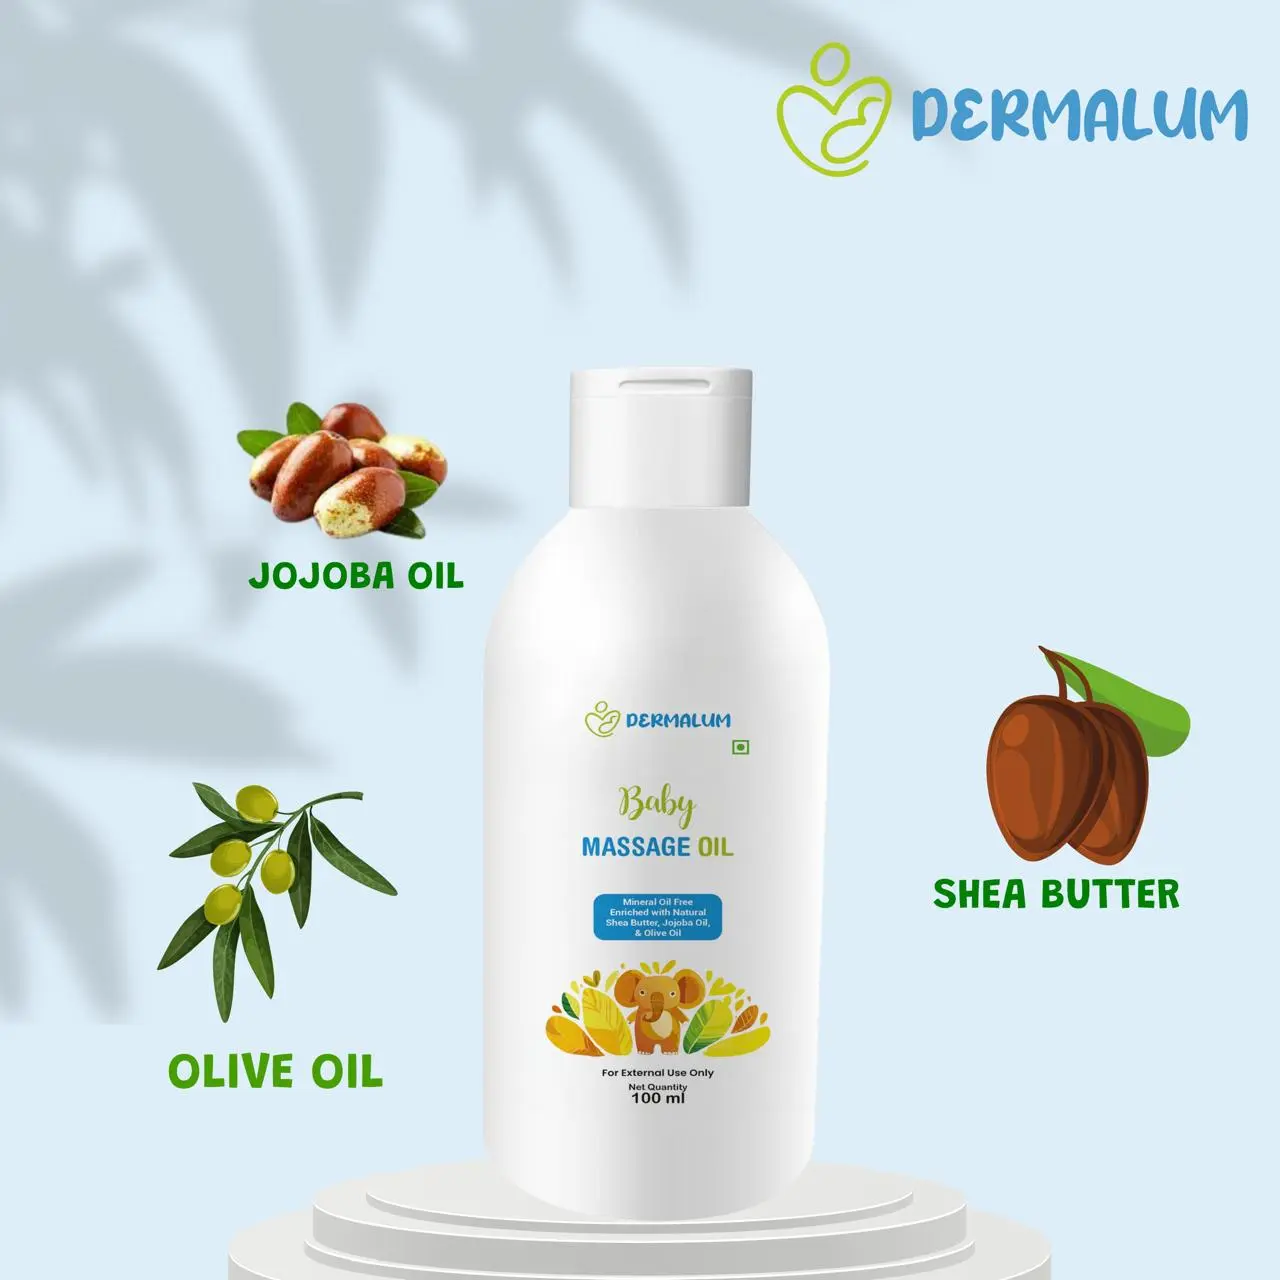 DERMALUM
JOJOBA OIL
DERMALUM
Baby
MASSAGE OIL
Mineral Oil Free
Enriched with Natural
Shea Butter, Jojoba Oil,
& Olive Oil
SHEA BUTTER
OLIVE OIL
For External Use Only
Net Quantity
100 ml